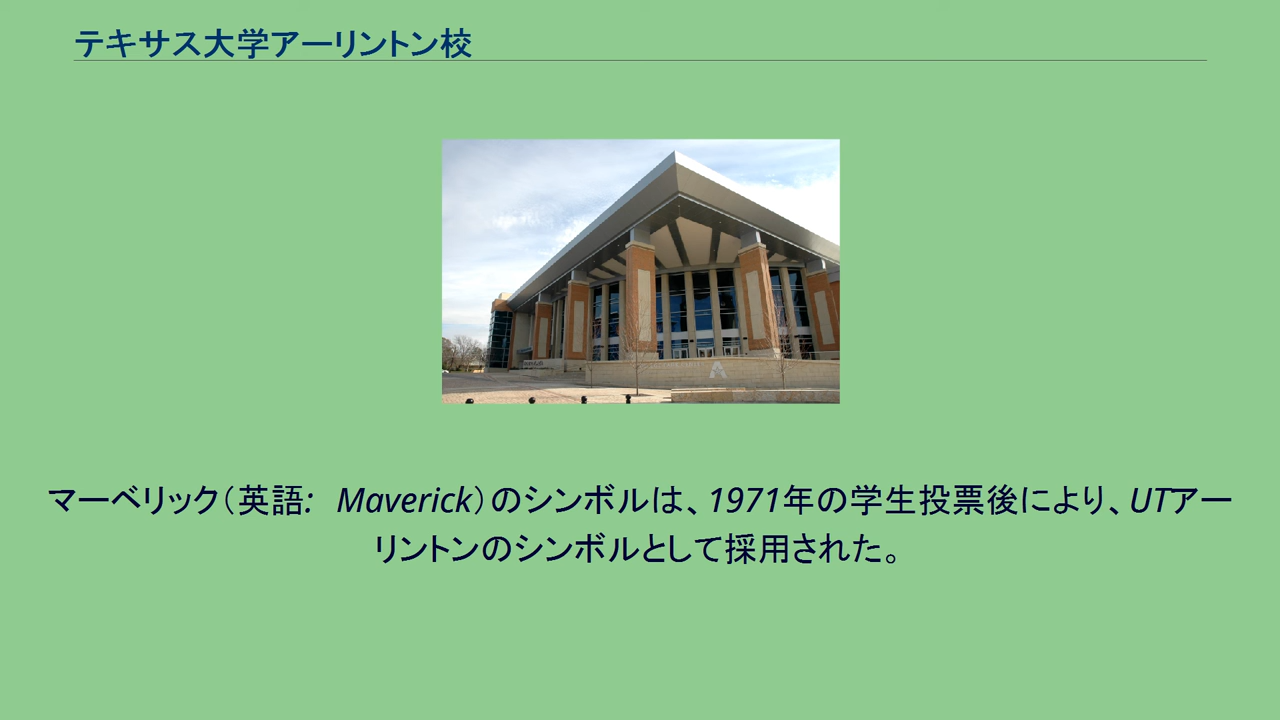 テキサス大学アーリントン校
マーベリック（英語: Maverick）のシンボルは、1971年の学生投票後により、UTアー
リントンのシンボルとして採用された。